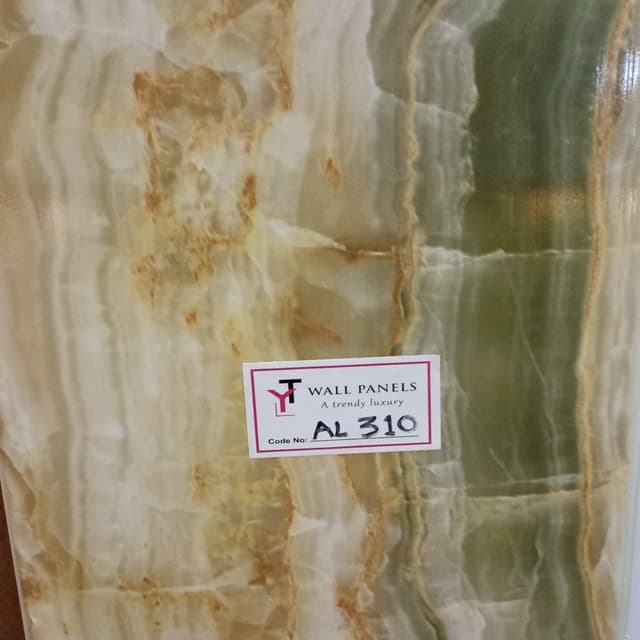 YT
WALL PANELS
A trendy luxury
Code No: AL 310